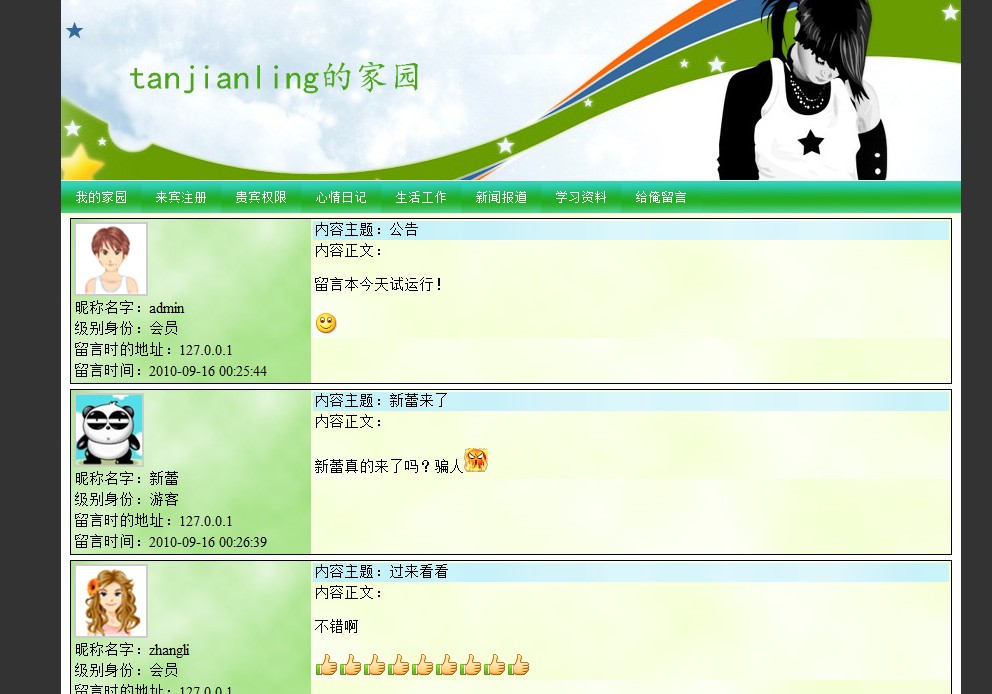 tanjianling的家园
我的家园 来宾注册 贵宾权限 心情日记 生活工作 新闻报道 学习资料 给俺留言
内容主题：公告
内容正文：
留言本今天试运行！
昵称名字：admin
级别身份：会员
留言时的地址：127.0.0.1
留言时间：2010-09-16 00:25:44
内容主题：新蕾来了
内容正文：
新蕾真的来了吗？骗人
昵称名字：新蕾
级别身份：游客
留言时的地址：127.0.0.1
留言时间：2010-09-16 00:26:39
内容主题：过来看看
内容正文：
不错啊
昵称名字：zhangli
级别身份：会员
留言时的地址：127.0.0.1